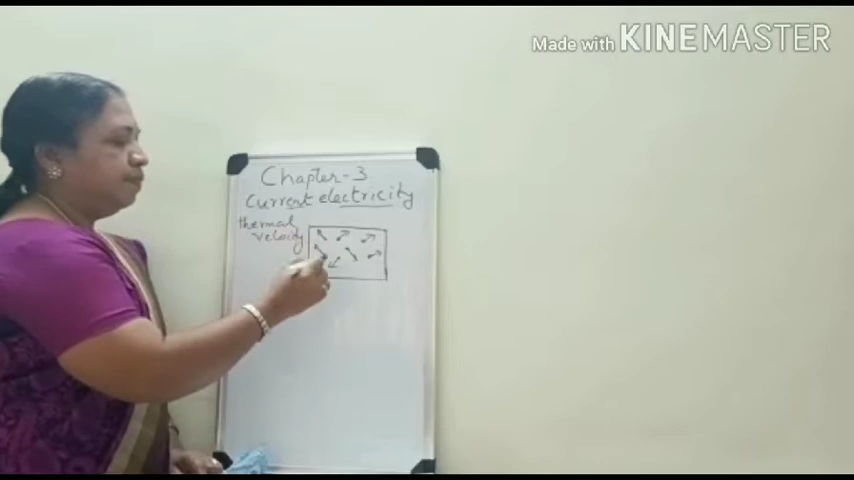 Made with KINEMASTER
Chapter-3
Current electricity
thermal
velocity